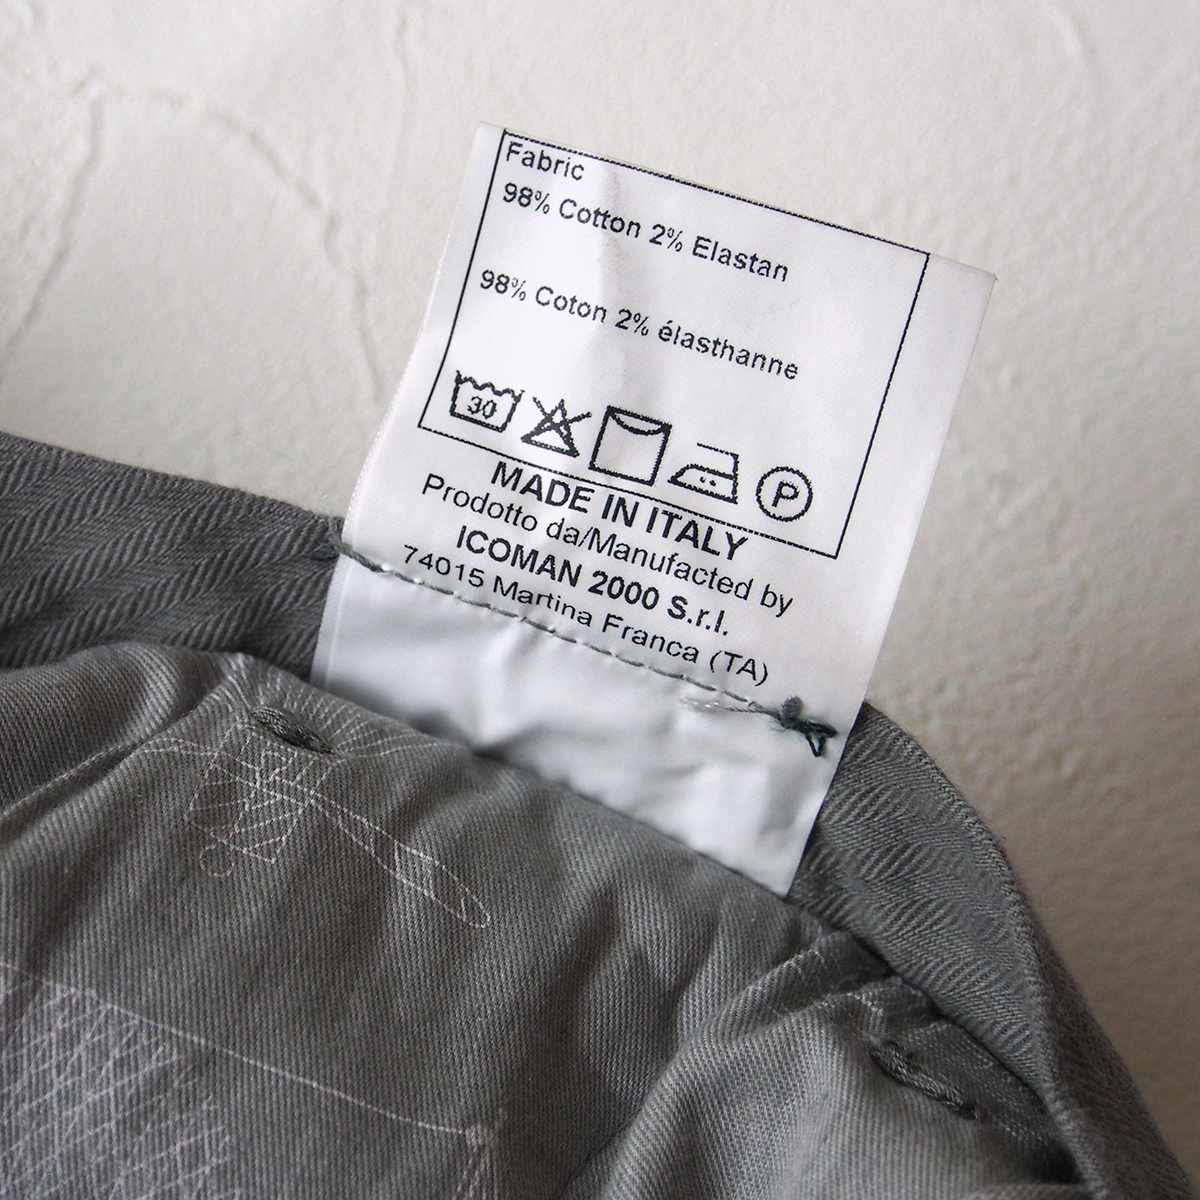 Fabric
98% Cotton 2% Elastan
98% Coton 2% élasthanne
30
P
MADE IN ITALY
Prodotto da/Manufacted by
ICOMAN 2000 S.r.l.
74015 Martina Franca (TA)